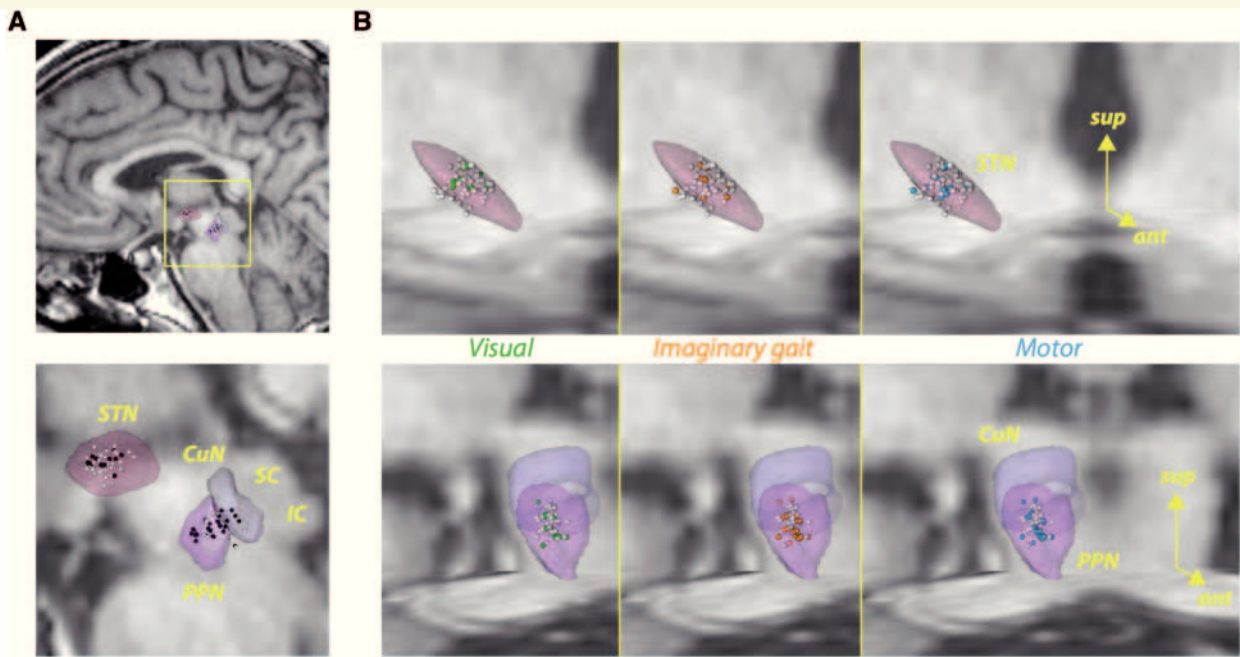 A
B
sup
STN
ant
Visual
Imaginary gait
Motor
STN
CuN
SC
IC
PPN
CuN
sup
PPN
ant